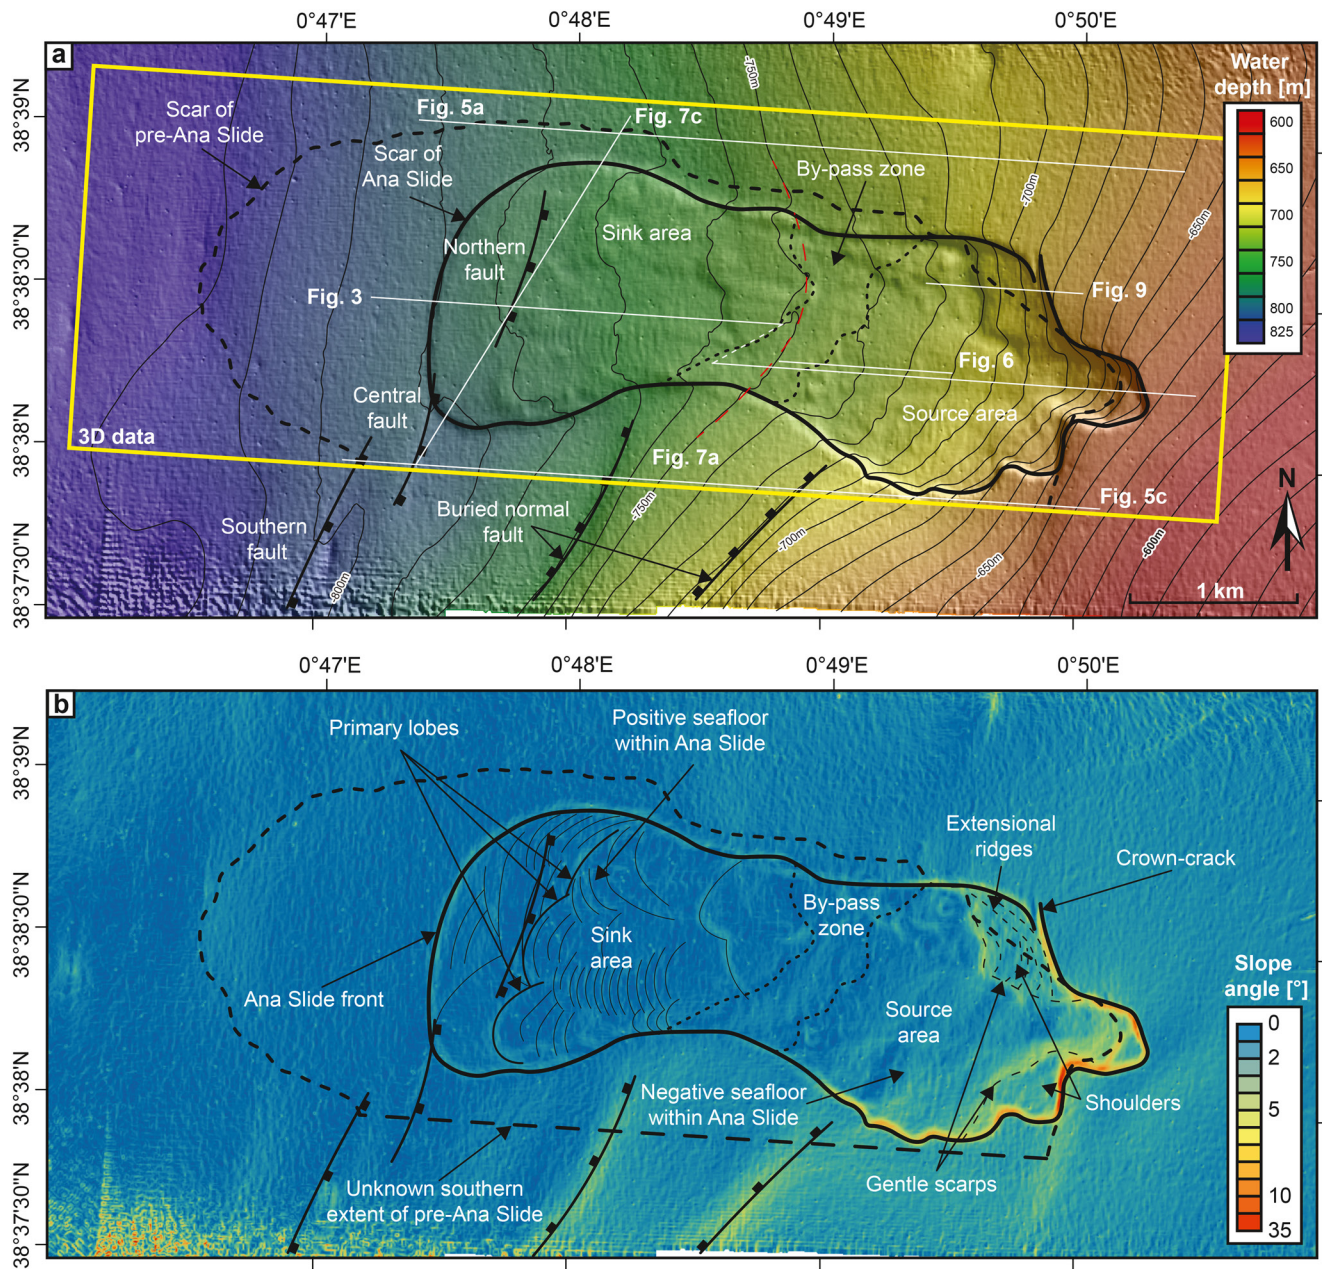 0°47'E
0°48'E
0°49'E
0°50'E
a
Water
depth [m]
600
650
700
750
800
825
38°39'N
38°38'30''N
38°38'N
38°37'30''N
Scar of
pre-Ana Slide
Fig. 5a
Fig. 7c
-750m
Scar of
Ana Slide
By-pass zone
-700m
-650m
Sink area
Northern
fault
Fig. 3
Fig. 9
Fig. 6
Central
fault
Source area
3D data
Fig. 7a
Fig. 5c
N
Southern
fault
Buried normal
fault
-750m
-700m
-650m
-600m
-800m
1 km
0°47'E
0°48'E
0°49'E
0°50'E
b
38°39'N
38°38'30''N
38°38'N
38°37'30''N
Primary lobes
Positive seafloor
within Ana Slide
Extensional
ridges
Crown-crack
By-pass
zone
Sink
area
Ana Slide front
Source
area
Slope
angle [°]
0
2
5
10
35
Negative seafloor
within Ana Slide
Shoulders
Gentle scarps
Unknown southern
extent of pre-Ana Slide